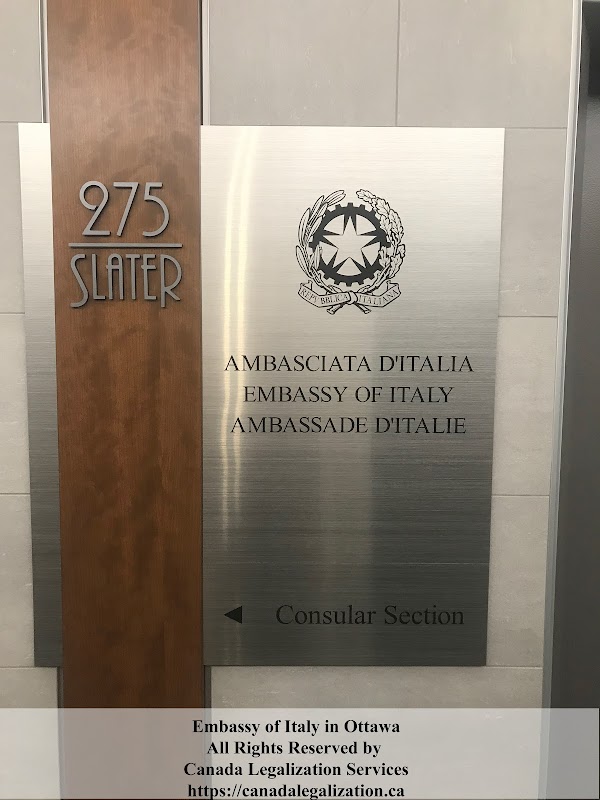 275
SLATER
REPVBBLICA ITALIANA
AMBASCIATA D'ITALIA
EMBASSY OF ITALY
AMBASSADE D'ITALIE
Consular Section
Embassy of Italy in Ottawa
All Rights Reserved by
Canada Legalization Services
https://canadalegalization.ca